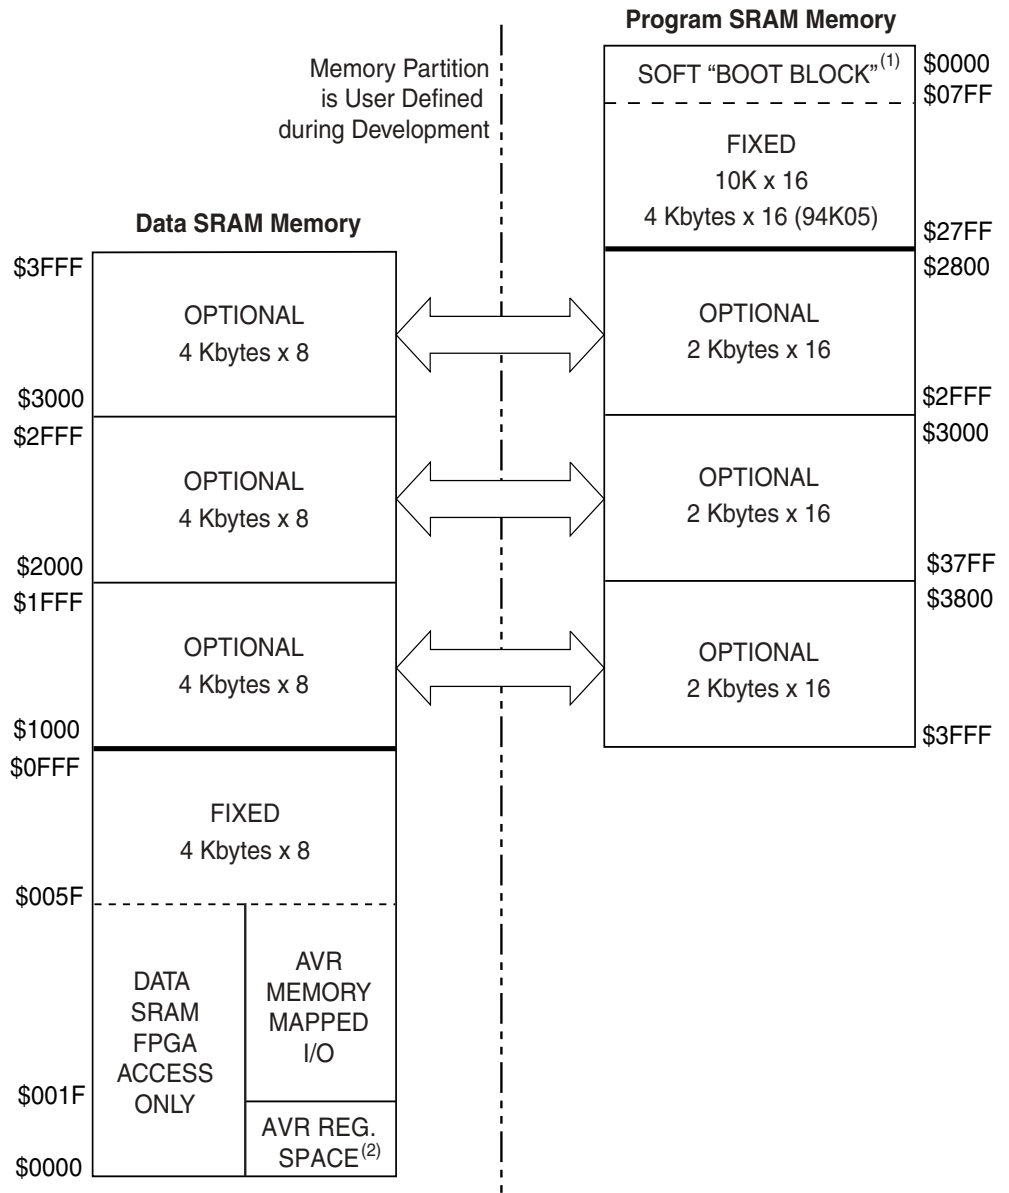 Program SRAM Memory
SOFT “BOOT BLOCK”(1)
$0000
$07FF
FIXED
10K x 16
4 Kbytes x 16 (94K05)
$27FF
$2800
OPTIONAL
2 Kbytes x 16
$2FFF
$3000
OPTIONAL
2 Kbytes x 16
$37FF
$3800
OPTIONAL
2 Kbytes x 16
$3FFF
Memory Partition
is User Defined
during Development
Data SRAM Memory
$3FFF
OPTIONAL
4 Kbytes x 8
$3000
$2FFF
OPTIONAL
4 Kbytes x 8
$2000
$1FFF
OPTIONAL
4 Kbytes x 8
$1000
$0FFF
FIXED
4 Kbytes x 8
$005F
DATA
SRAM
FPGA
ACCESS
ONLY
AVR
MEMORY
MAPPED
I/O
$001F
AVR REG.
SPACE(2)
$0000